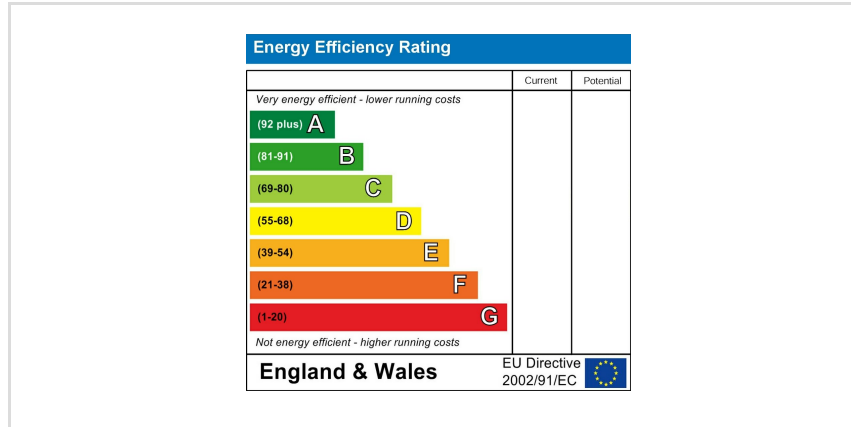 Energy Efficiency Rating
Current Potential
Very energy efficient - lower running costs
(92 plus) A
(81-91) B
(69-80) C
(55-68) D
(39-54) E
(21-38) F
(1-20) G
Not energy efficient - higher running costs
England & Wales
EU Directive
2002/91/EC